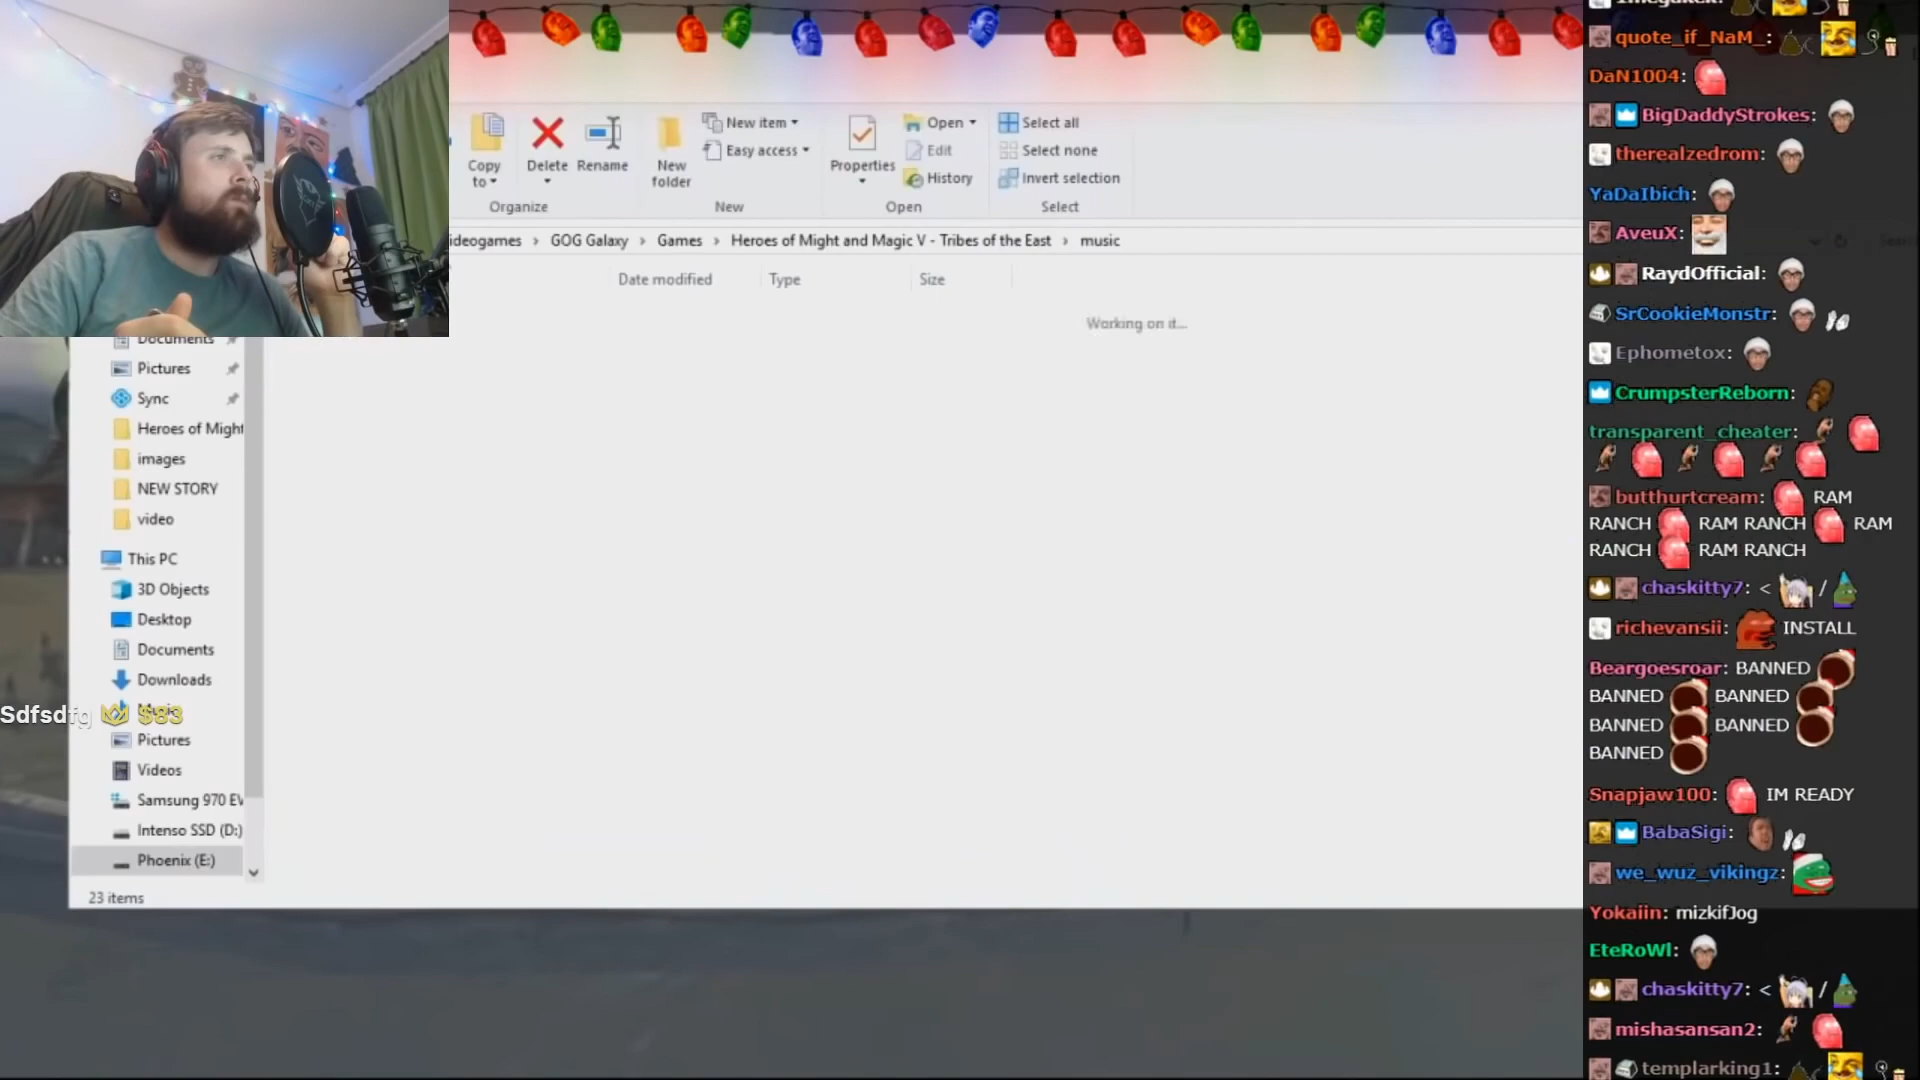 Copy to
Delete
Rename
New folder
New item
Easy access
Properties
Open
Edit
History
Select all
Select none
Invert selection
Organize
New
Open
Select
ideogames > GOG Galaxy > Games > Heroes of Might and Magic V - Tribes of the East > music
Date modified
Type
Size
Working on it...
Documents
Pictures
Sync
Heroes of Might
images
NEW STORY
video
This PC
3D Objects
Desktop
Documents
Downloads
Sdfsdfg $83
Pictures
Videos
Samsung 970 EV
Intenso SSD (D:)
Phoenix (E:)
23 items
quote_if_NaM_:
DaN1004:
BigDaddyStrokes:
therealzedrom:
YaDaIbich:
AveuX:
RaydOfficial:
SrCookieMonstr:
Ephometox:
CrumpsterReborn:
transparent_cheater:
butthurtcream: RAM
RANCH RAM RANCH RAM
RANCH RAM RANCH
chaskitty7: < /
richevansii: INSTALL
Beargoesroar: BANNED
BANNED BANNED
BANNED BANNED
BANNED
Snapjaw100: IM READY
BabaSigi:
we_wuz_vikingz:
Yokaiin: mizkifJog
EteRoWl:
chaskitty7: < /
mishasansan2:
templarking1: